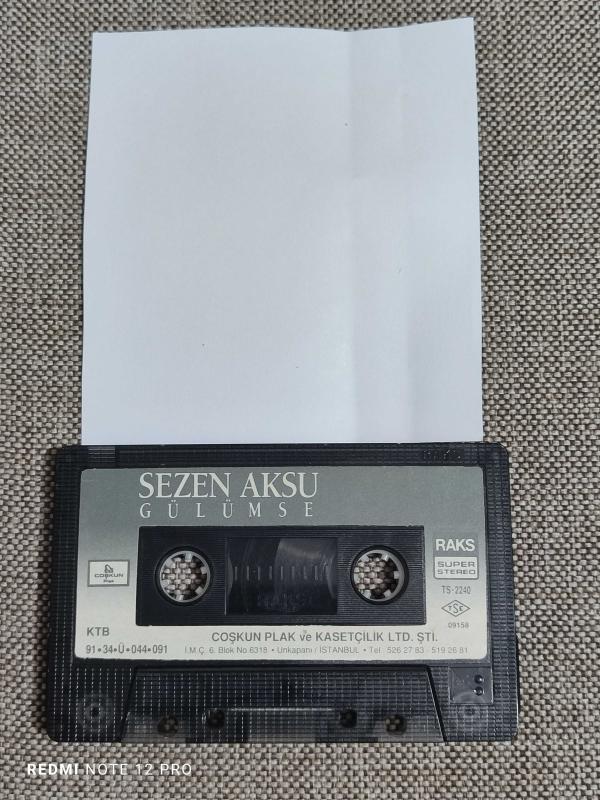 SEZEN AKSU
GÜLÜMSE
RAKS
SUPER
STEREO
COŞKUN
Plak
TS-2240
TSE
09158
KTB
COŞKUN PLAK ve KASETÇİLİK LTD. ŞTİ.
91•34•Ü•044•091
İ.M.Ç. 6. Blok No 6318 • Unkapanı / İSTANBUL • Tel: 526 27 83 - 519 26 81
REDMI NOTE 12 PRO